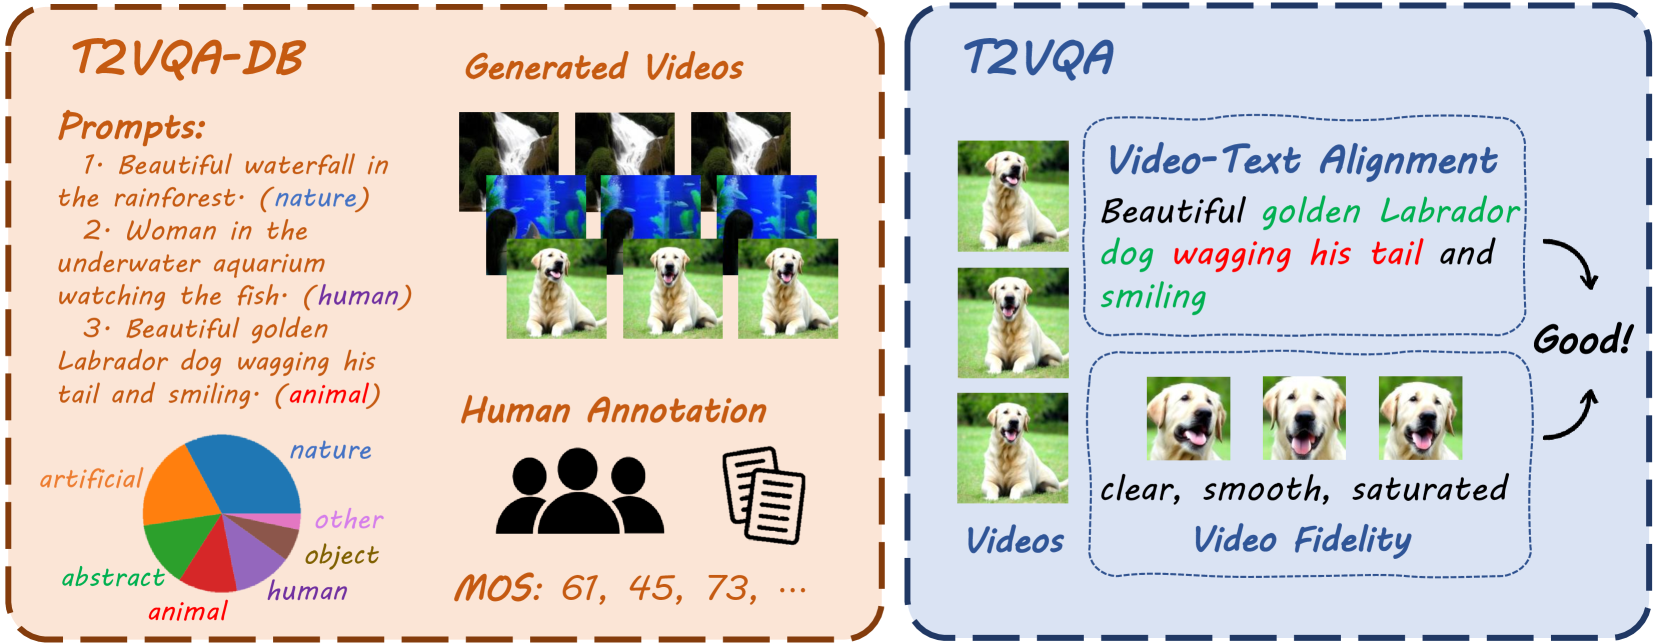 T2VQA-DB
Prompts:
1. Beautiful waterfall in
the rainforest. (nature)
2. Woman in the
underwater aquarium
watching the fish. (human)
3. Beautiful golden
Labrador dog wagging his
tail and smiling. (animal)
nature
artificial
other
object
abstract
human
animal
Generated Videos
Human Annotation
MOS: 61, 45, 73, ...
T2VQA
Videos
Video-Text Alignment
Beautiful golden Labrador
dog wagging his tail and
smiling
clear, smooth, saturated
Video Fidelity
Good!